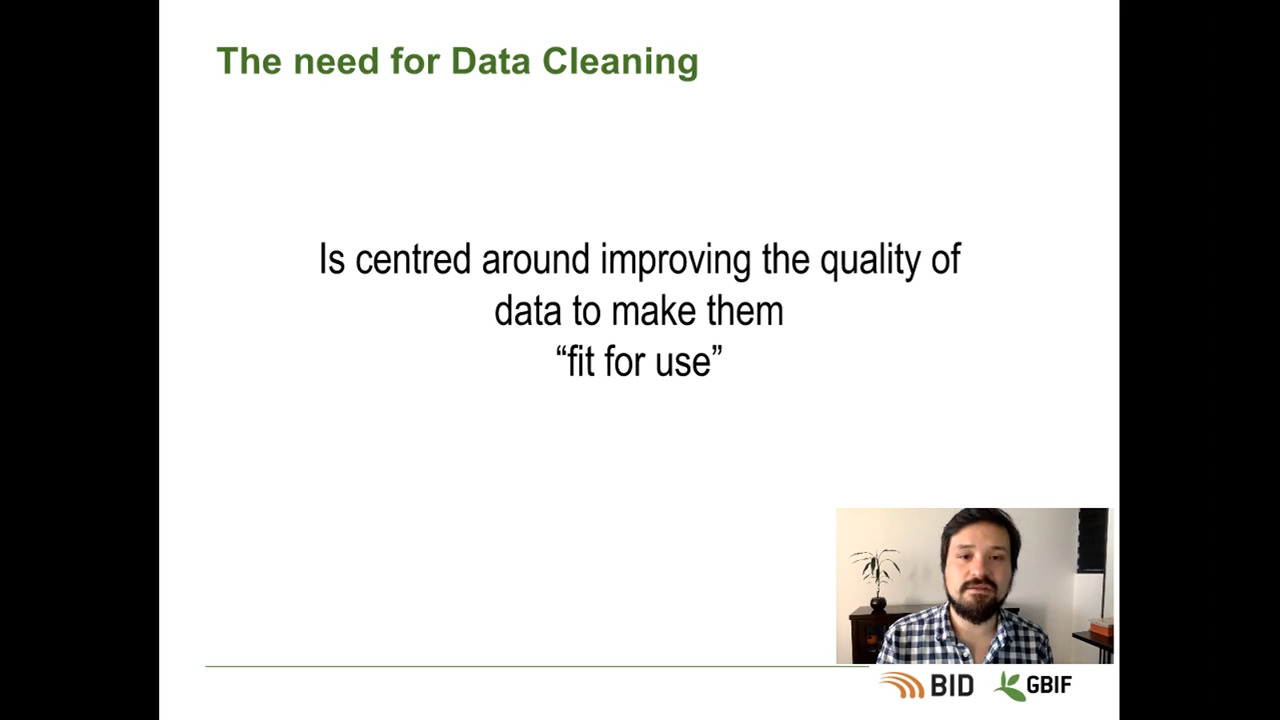 The need for Data Cleaning
Is centred around improving the quality of
data to make them
“fit for use”
BID
GBIF